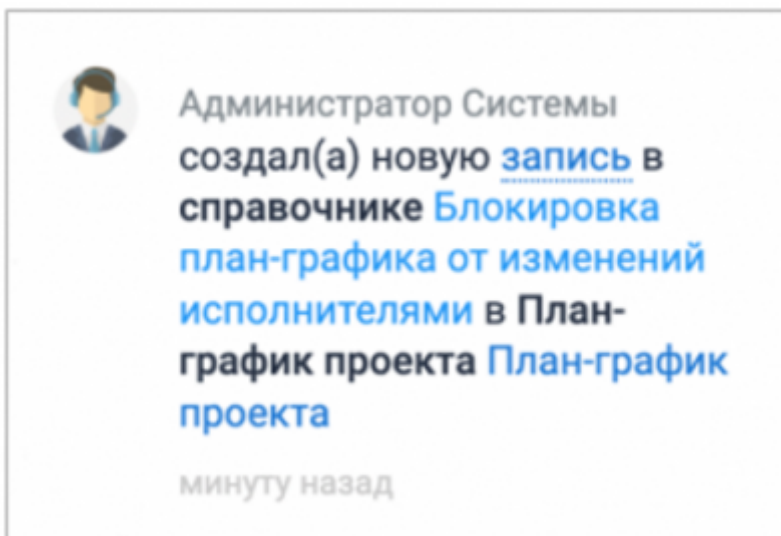 Администратор Системы
создал(а) новую запись в
справочнике Блокировка
план-графика от изменений
исполнителями в План-
график проекта План-график
проекта
минуту назад